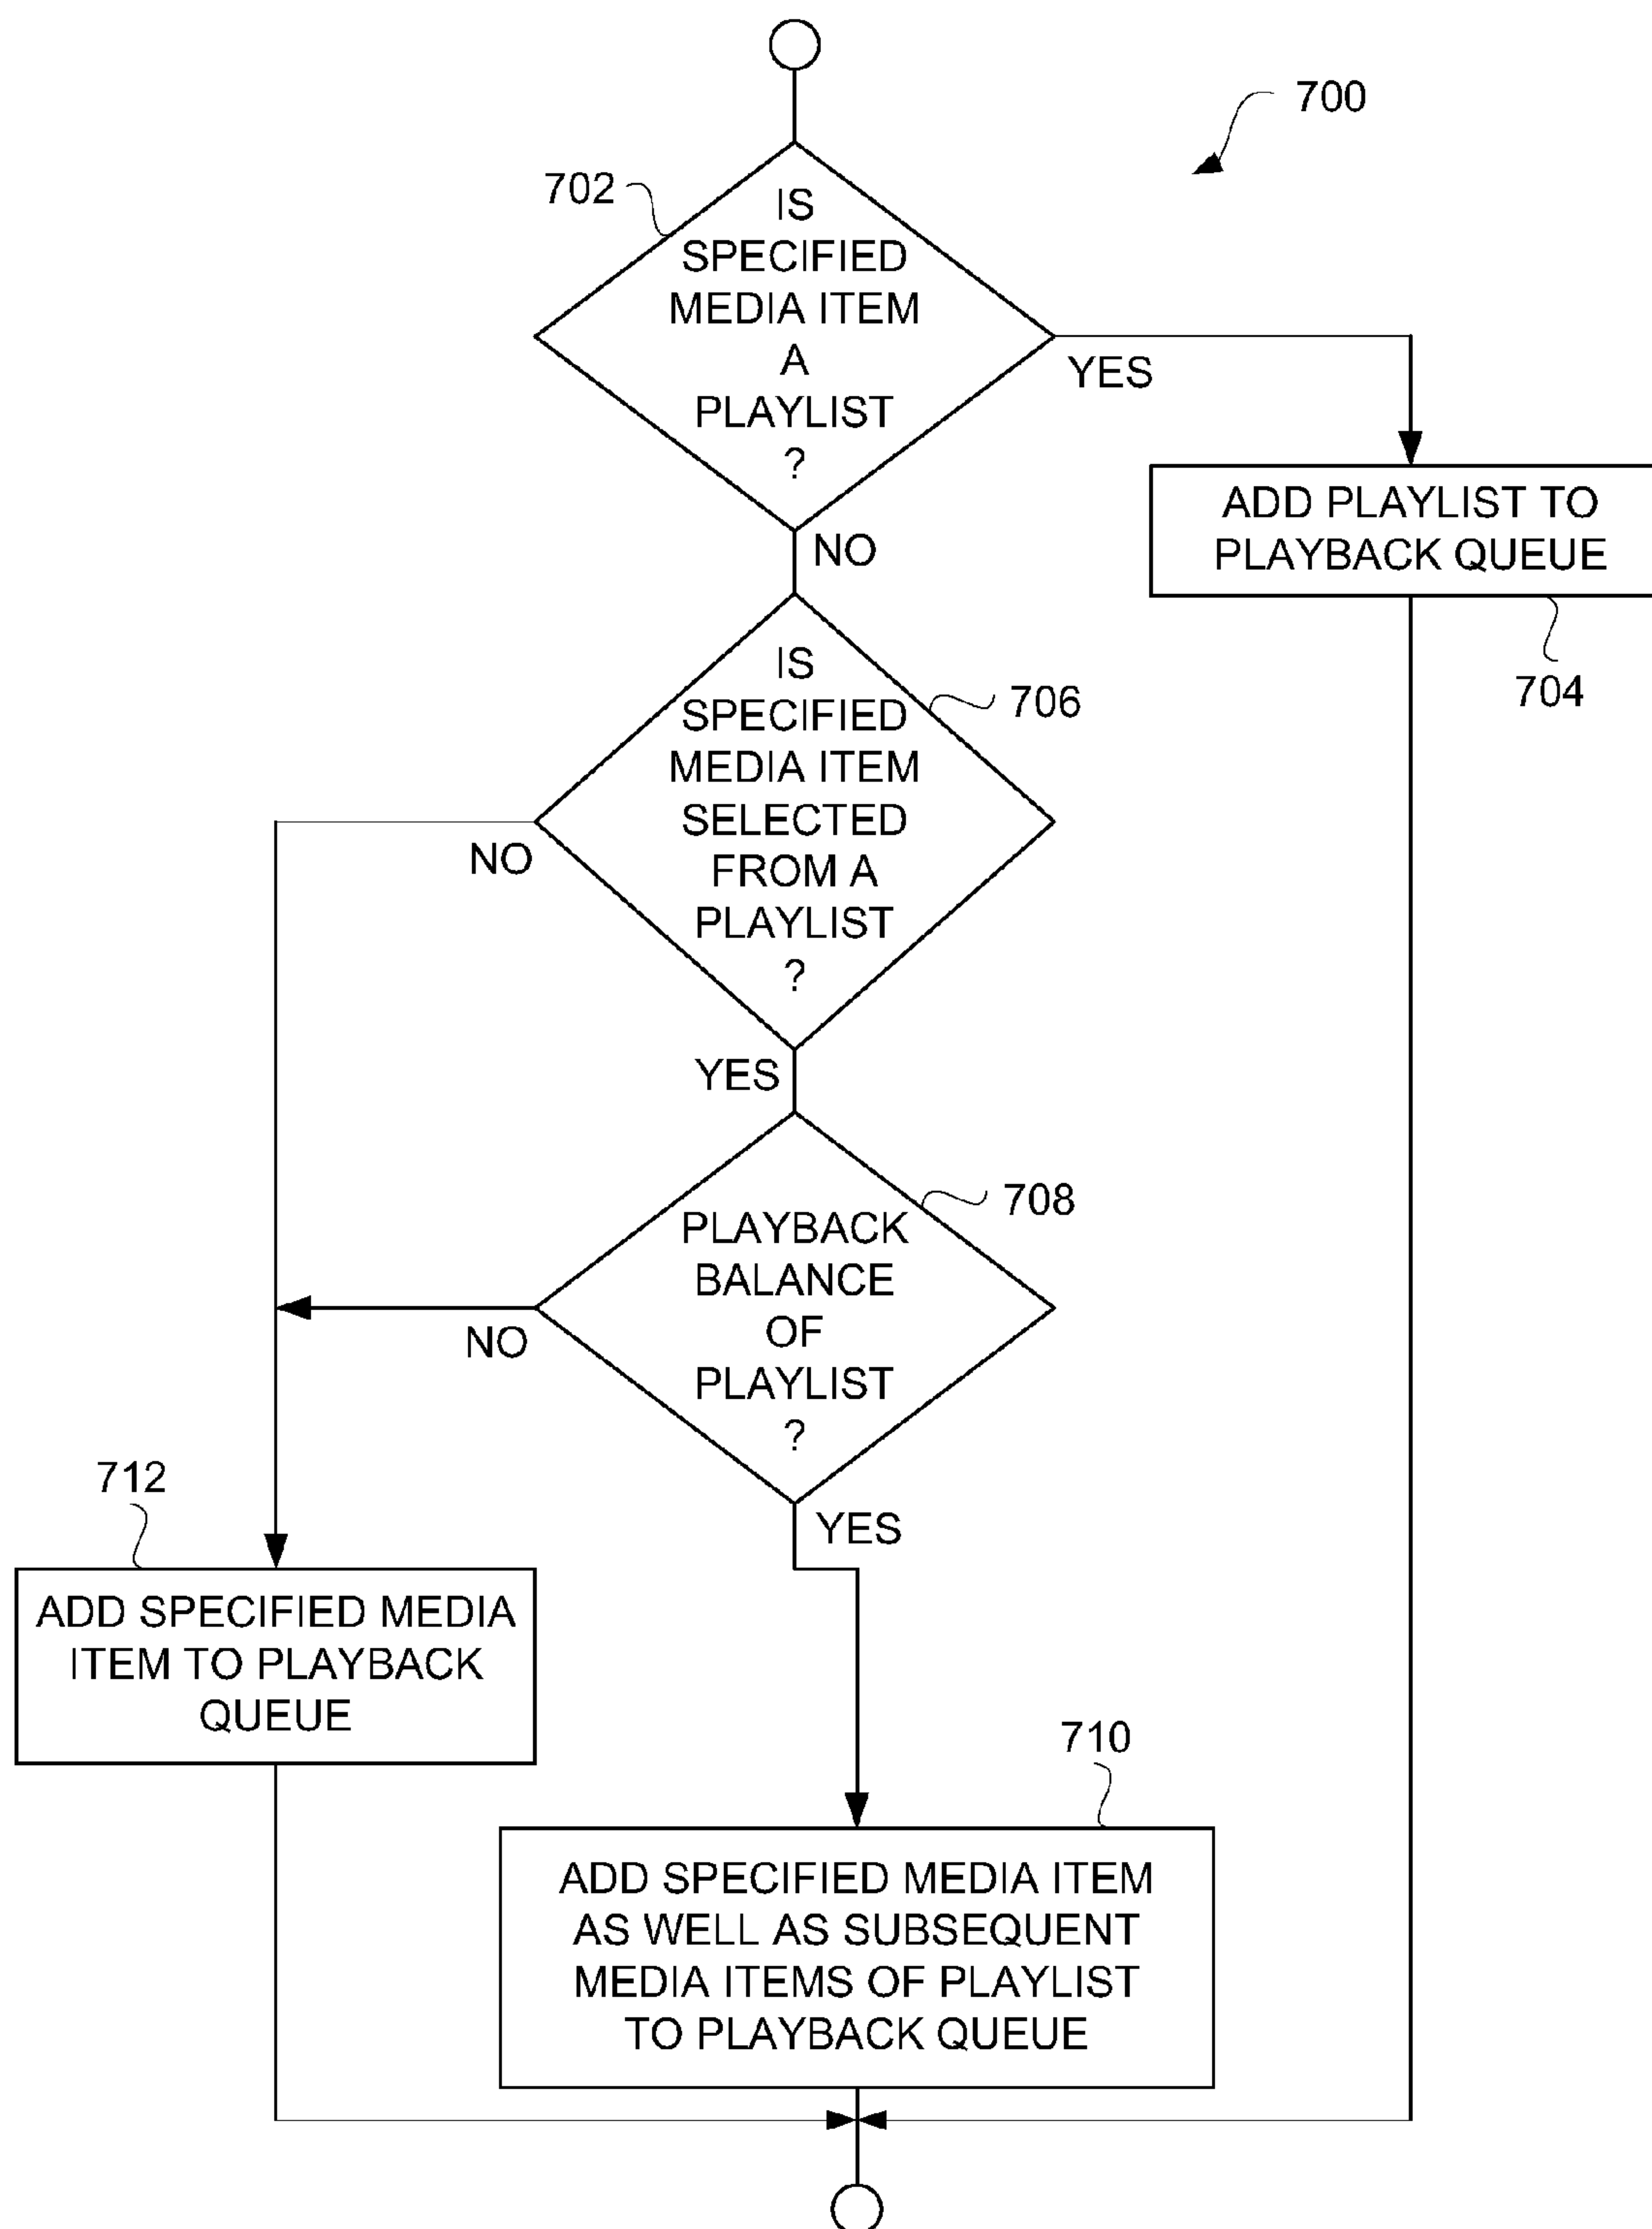 700
702
IS
SPECIFIED
MEDIA ITEM
A
PLAYLIST
?
YES
NO
ADD PLAYLIST TO
PLAYBACK QUEUE
704
IS
SPECIFIED
MEDIA ITEM
SELECTED
FROM A
PLAYLIST
?
706
NO
YES
708
PLAYBACK
BALANCE
OF
PLAYLIST
?
NO
YES
712
ADD SPECIFIED MEDIA
ITEM TO PLAYBACK
QUEUE
710
ADD SPECIFIED MEDIA ITEM
AS WELL AS SUBSEQUENT
MEDIA ITEMS OF PLAYLIST
TO PLAYBACK QUEUE